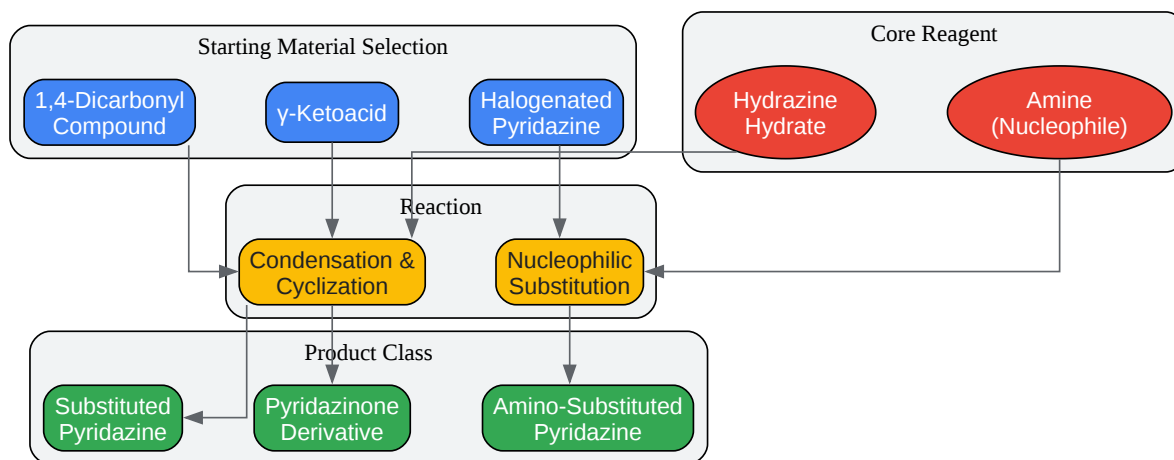 Starting Material Selection
1,4-Dicarbonyl
Compound
γ-Ketoacid
Halogenated
Pyridazine
Core Reagent
Hydrazine
Hydrate
Amine
(Nucleophile)
Reaction
Condensation &
Cyclization
Nucleophilic
Substitution
Product Class
Substituted
Pyridazine
Pyridazinone
Derivative
Amino-Substituted
Pyridazine